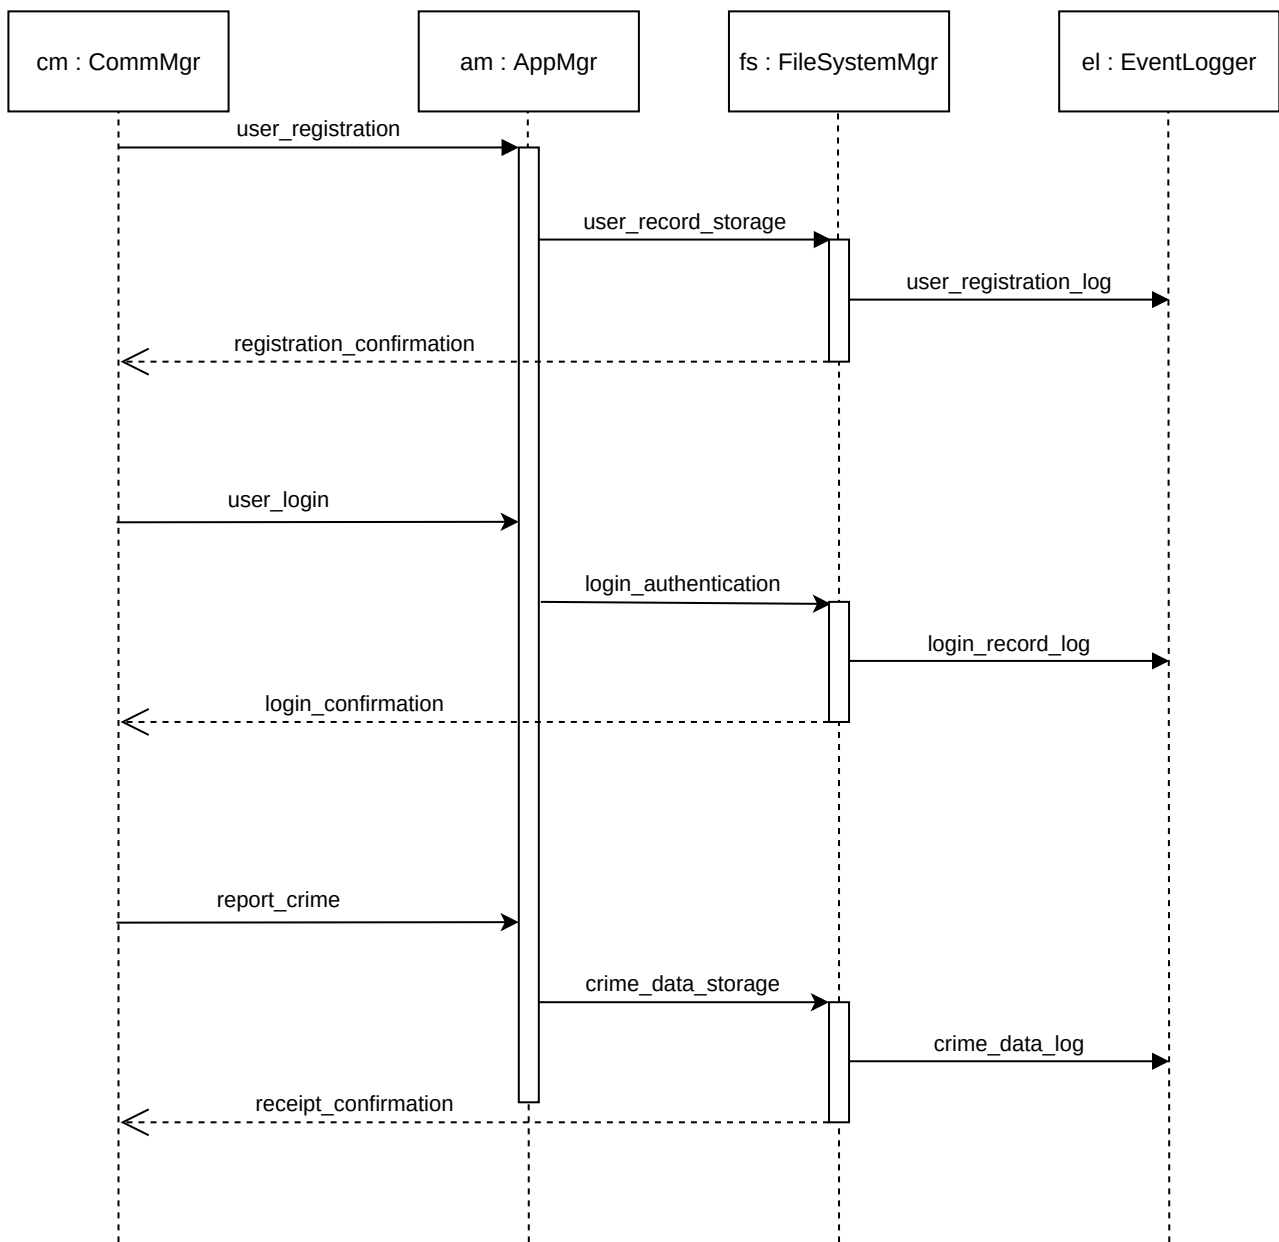 cm : CommMgr
am : AppMgr
fs : FileSystemMgr
el : EventLogger
user_registration
user_record_storage
user_registration_log
registration_confirmation
user_login
login_authentication
login_record_log
login_confirmation
report_crime
crime_data_storage
crime_data_log
receipt_confirmation